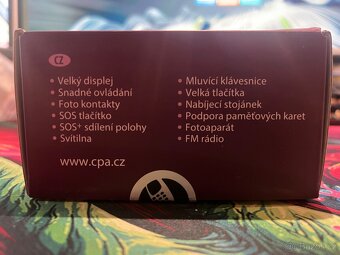 CZ
• Velký displej
• Snadné ovládání
• Foto kontakty
• SOS tlačítko
• SOS+ sdílení polohy
• Svítilna
• Mluvící klávesnice
• Velká tlačítka
• Nabíjecí stojánek
• Podpora paměťových karet
• Fotoaparát
• FM rádio
www.cpa.cz